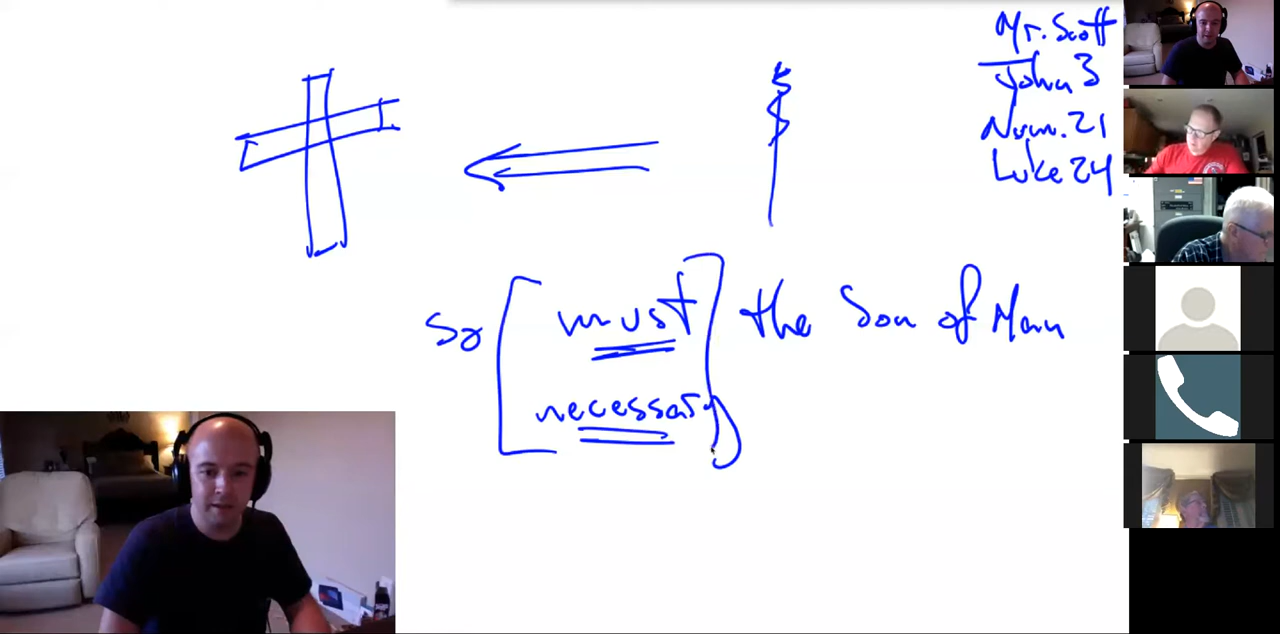 Mr. Scott
John 3
Num. 21
Luke 24
So [ must ] the Son of Man
necessary